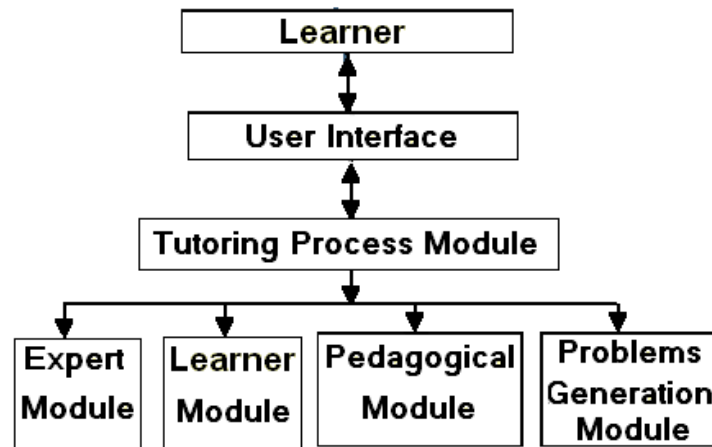 Learner
User Interface
Tutoring Process Module
Expert
Module
Learner
Module
Pedagogical
Module
Problems
Generation
Module